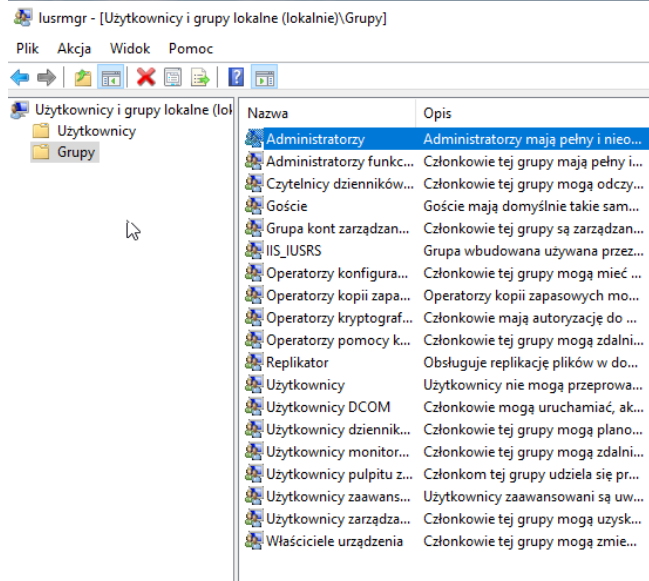 lusrmgr - [Użytkownicy i grupy lokalne (lokalnie)\Grupy]
Plik Akcja Widok Pomoc
Użytkownicy i grupy lokalne (lok
Użytkownicy
Grupy
Nazwa Opis
Administratorzy Administratorzy mają pełny i nieo...
Administratorzy funkc... Członkowie tej grupy mają pełny i...
Czytelnicy dzienników... Członkowie tej grupy mogą odczy...
Goście Goście mają domyślnie takie sam...
Grupa kont zarządzan... Członkowie tej grupy są zarządzan...
IIS_IUSRS Grupa wbudowana używana przez...
Operatorzy konfigura... Członkowie tej grupy mogą mieć ...
Operatorzy kopii zapa... Operatorzy kopii zapasowych mo...
Operatorzy kryptograf... Członkowie mają autoryzację do ...
Operatorzy pomocy k... Członkowie tej grupy mogą zdalni...
Replikator Obsługuje replikację plików w do...
Użytkownicy Użytkownicy nie mogą przeprowa...
Użytkownicy DCOM Członkowie mogą uruchamiać, ak...
Użytkownicy dziennik... Członkowie tej grupy mogą plano...
Użytkownicy monitor... Członkowie tej grupy mogą zdalni...
Użytkownicy pulpitu z... Członkom tej grupy udziela się pr...
Użytkownicy zaawans... Użytkownicy zaawansowani są uw...
Użytkownicy zarządza... Członkowie tej grupy mogą uzysk...
Właściciele urządzenia Członkowie tej grupy mogą zmie...